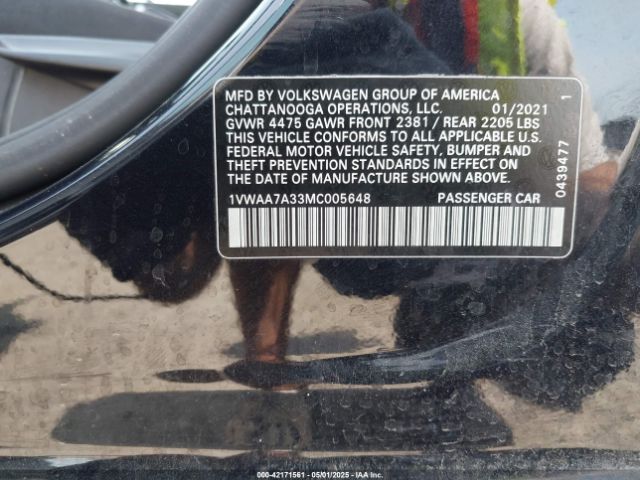 MFD BY VOLKSWAGEN GROUP OF AMERICA
CHATTANOOGA OPERATIONS, LLC. 01/2021
GVWR 4475 GAWR FRONT 2381 / REAR 2205 LBS
THIS VEHICLE CONFORMS TO ALL APPLICABLE U.S.
FEDERAL MOTOR VEHICLE SAFETY, BUMPER AND
THEFT PREVENTION STANDARDS IN EFFECT ON
THE DATE OF MANUFACTURE SHOWN ABOVE.
1VWAA7A33MC005648 PASSENGER CAR
1
0439477
000-42171561 - 05/01/2025 - IAAI, Inc.